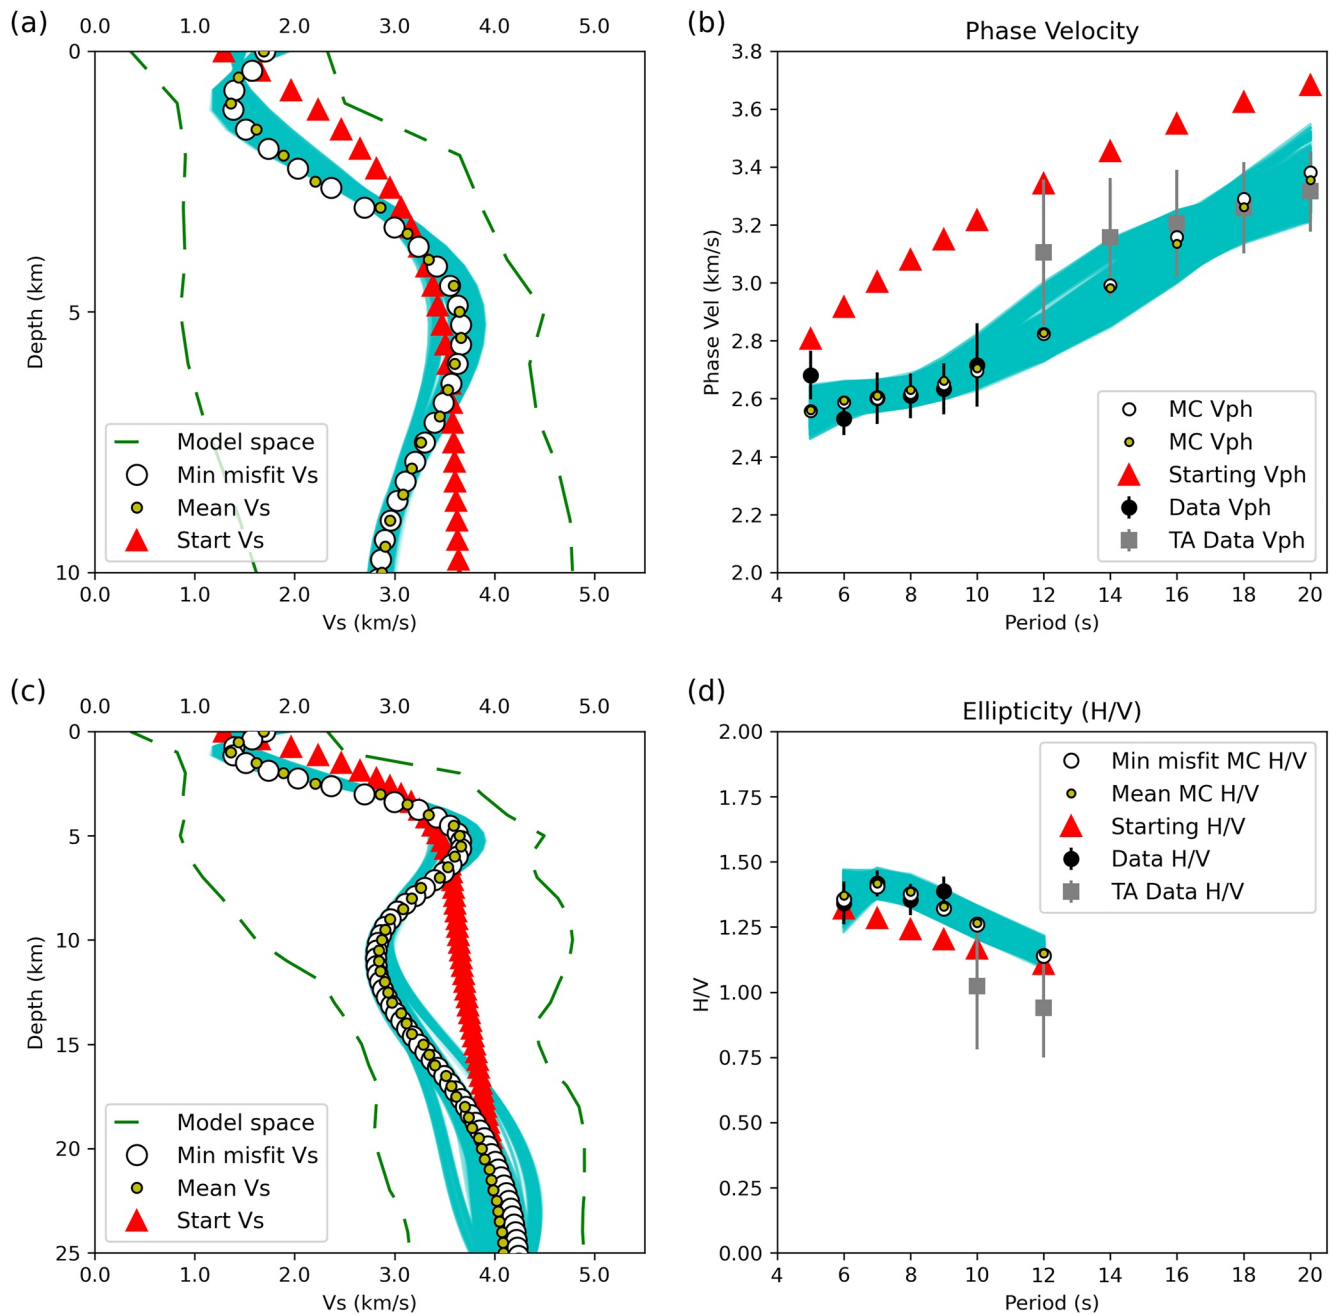 (a)
0.0 1.0 2.0 3.0 4.0 5.0
0
5
10
Depth (km)
Model space
Min misfit Vs
Mean Vs
Start Vs
0.0 1.0 2.0 3.0 4.0 5.0
Vs (km/s)
(b)
Phase Velocity
3.8
3.6
3.4
3.2
3.0
2.8
2.6
2.4
2.2
2.0
Phase Vel (km/s)
MC Vph
MC Vph
Starting Vph
Data Vph
TA Data Vph
4 6 8 10 12 14 16 18 20
Period (s)
(c)
0.0 1.0 2.0 3.0 4.0 5.0
0
5
10
15
20
25
Depth (km)
Model space
Min misfit Vs
Mean Vs
Start Vs
0.0 1.0 2.0 3.0 4.0 5.0
Vs (km/s)
(d)
Ellipticity (H/V)
2.00
1.75
1.50
1.25
1.00
0.75
0.50
0.25
0.00
H/V
Min misfit MC H/V
Mean MC H/V
Starting H/V
Data H/V
TA Data H/V
4 6 8 10 12 14 16 18 20
Period (s)